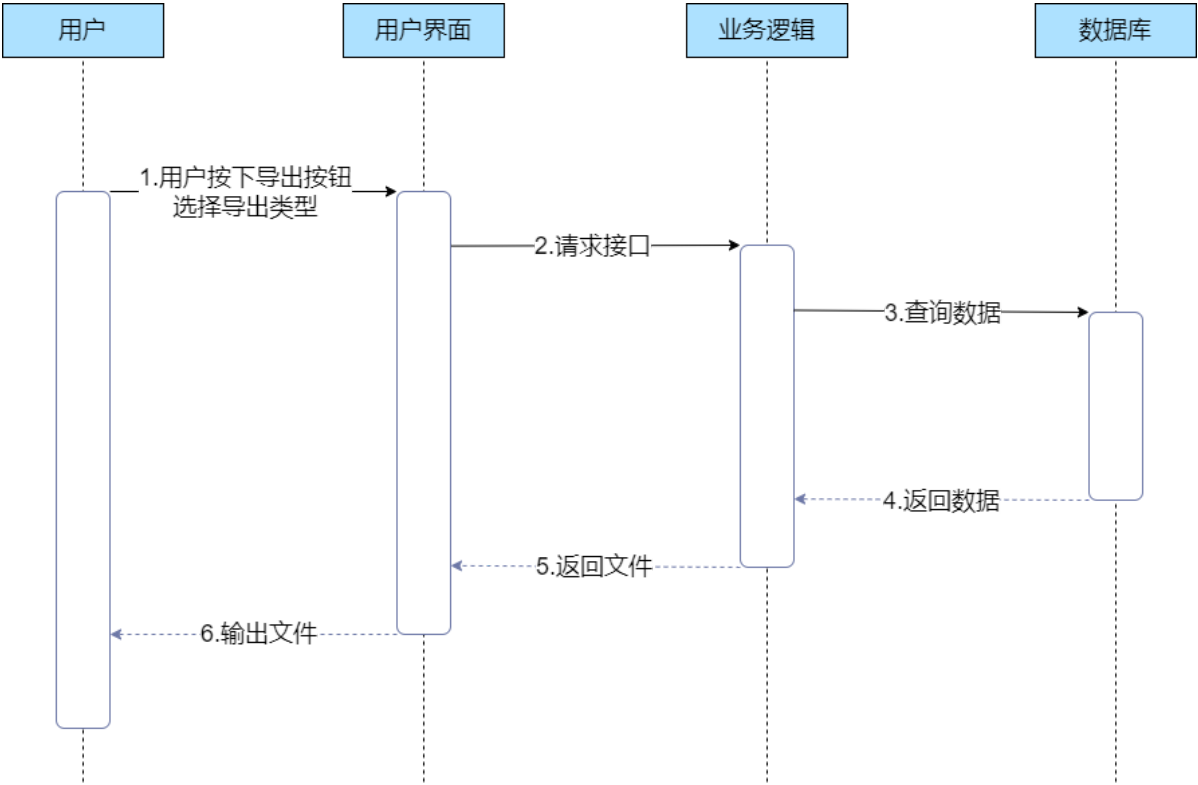 用户
用户界面
业务逻辑
数据库
1.用户按下导出按钮
选择导出类型
2.请求接口
3.查询数据
4.返回数据
5.返回文件
6.输出文件